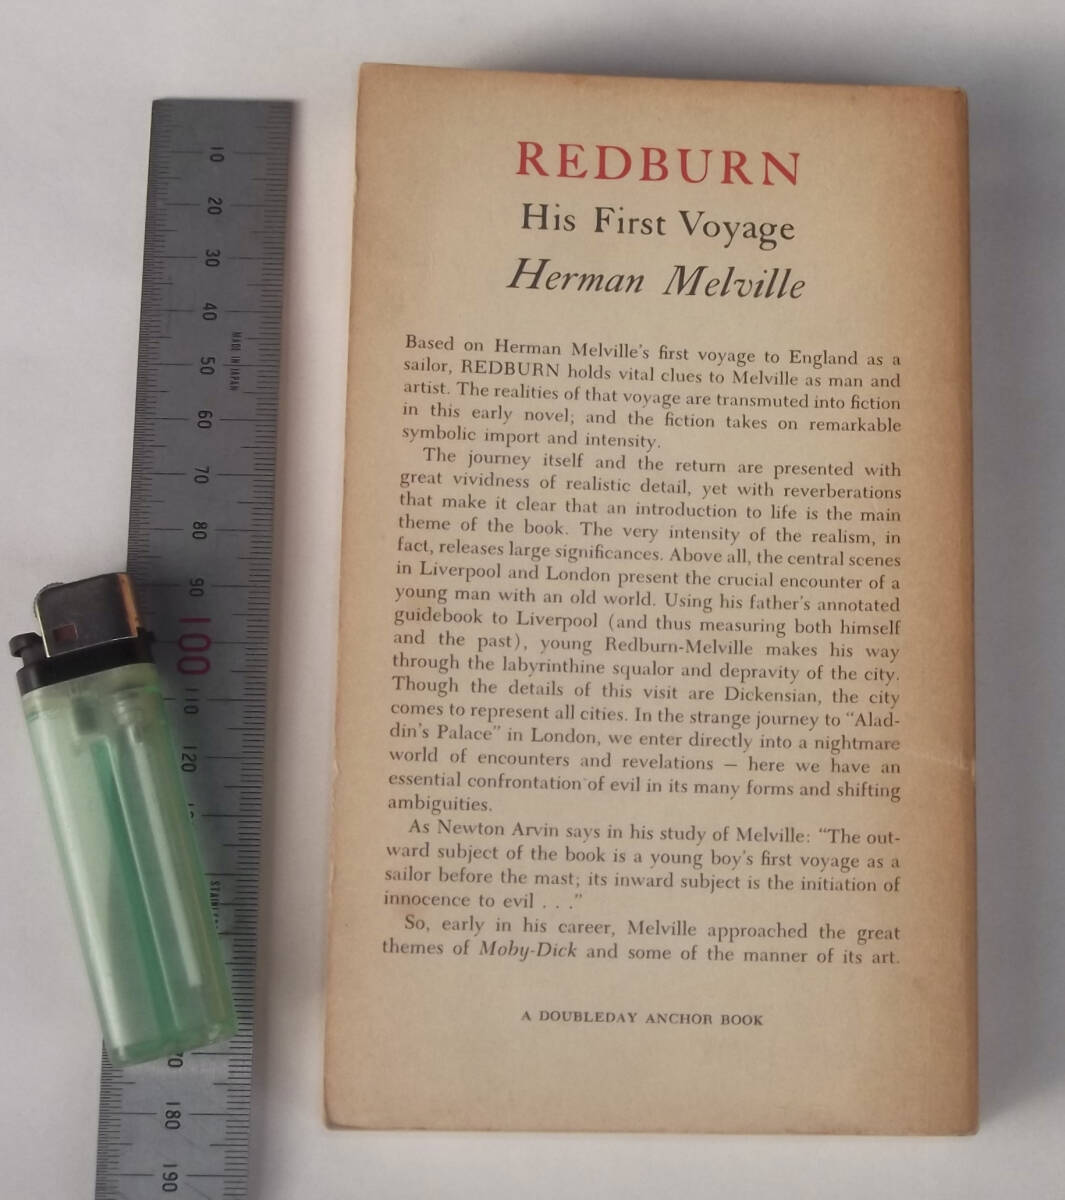 10
20
30
40
50
60
70
80
90
100
110
120
180
190
MADE IN JAPAN
REDBURN
His First Voyage
Herman Melville
Based on Herman Melville's first voyage to England as a
sailor, REDBURN holds vital clues to Melville as man and
artist. The realities of that voyage are transmuted into fiction
in this early novel; and the fiction takes on remarkable
symbolic import and intensity.
The journey itself and the return are presented with
great vividness of realistic detail, yet with reverberations
that make it clear that an introduction to life is the main
theme of the book. The very intensity of the realism, in
fact, releases large significances. Above all, the central scenes
in Liverpool and London present the crucial encounter of a
young man with an old world. Using his father's annotated
guidebook to Liverpool (and thus measuring both himself
and the past), young Redburn-Melville makes his way
through the labyrinthine squalor and depravity of the city.
Though the details of this visit are Dickensian, the city
comes to represent all cities. In the strange journey to "Alad-
din's Palace" in London, we enter directly into a nightmare
world of encounters and revelations — here we have an
essential confrontation of evil in its many forms and shifting
ambiguities.
As Newton Arvin says in his study of Melville: "The out-
ward subject of the book is a young boy's first voyage as a
sailor before the mast; its inward subject is the initiation of
innocence to evil . . ."
So, early in his career, Melville approached the great
themes of Moby-Dick and some of the manner of its art.
A DOUBLEDAY ANCHOR BOOK